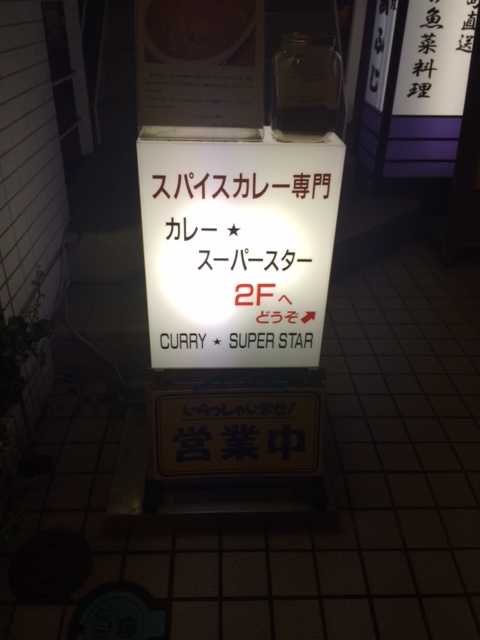 スパイスカレー専門
カレー ★
スーパースター
2Fへ
どうぞ➚
CURRY ★ SUPER STAR
いらっしゃいませ!
営業中
魚菜料理
直送